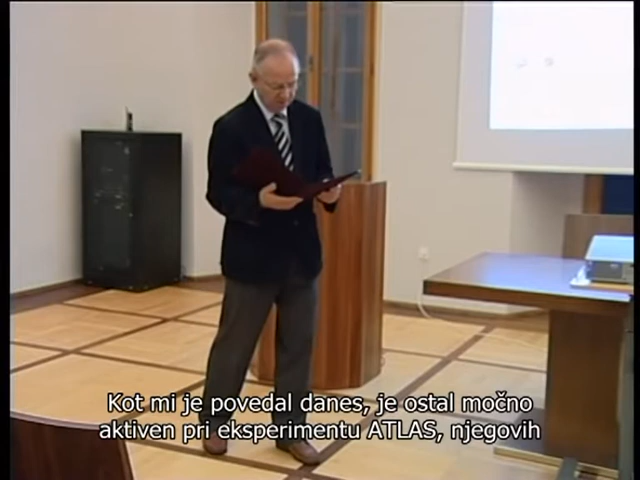 Kot mi je povedal danes, je ostal močno
aktiven pri eksperimentu ATLAS, njegovih